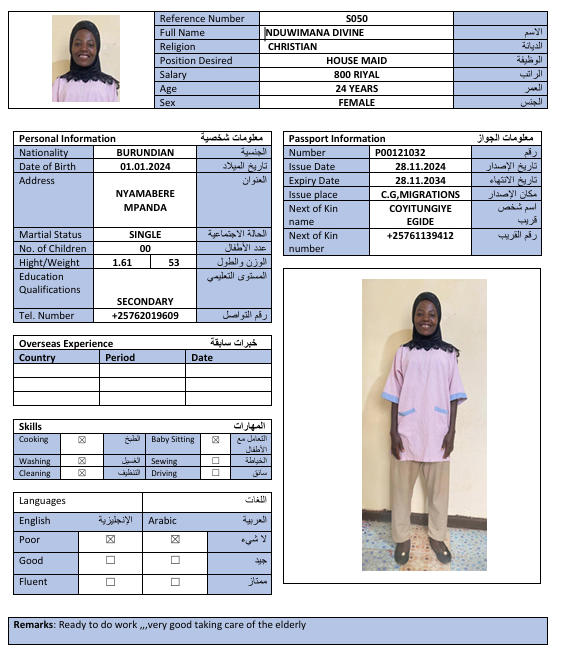 Reference Number S050
Full Name NDUWIMANA DIVINE الاسم
Religion CHRISTIAN الديانة
Position Desired HOUSE MAID الوظيفة
Salary 800 RIYAL الراتب
Age 24 YEARS العمر
Sex FEMALE الجنس
Personal Information معلومات شخصية
Nationality BURUNDIAN الجنسية
Date of Birth 01.01.2024 تاريخ الميلاد
Address العنوان
NYAMABERE
MPANDA
Martial Status SINGLE الحالة الاجتماعية
No. of Children 00 عدد الأطفال
Hight/Weight 1.61 53 الوزن والطول
Education المستوى التعليمي
Qualifications
SECONDARY
Tel. Number +25762019609 رقم التواصل
Passport Information معلومات الجواز
Number P00121032 رقم
Issue Date 28.11.2024 تاريخ الإصدار
Expiry Date 28.11.2034 تاريخ الانتهاء
Issue place C.G,MIGRATIONS مكان الإصدار
Next of Kin COYITUNGIYE اسم شخص
name EGIDE قريب
Next of Kin +25761139412 رقم القريب
number
Overseas Experience خبرات سابقة
Country Period Date
Skills المهارات
Cooking ☒ الطبخ Baby Sitting ☒ التعامل مع
الأطفال
Washing ☒ الغسيل Sewing ☐ الخياطة
Cleaning ☒ التنظيف Driving ☐ سائق
Languages اللغات
English الإنجليزية Arabic العربية
Poor ☒ ☒ لا شيء
Good ☐ ☐ جيد
Fluent ☐ ☐ ممتاز
Remarks: Ready to do work ,,,very good taking care of the elderly